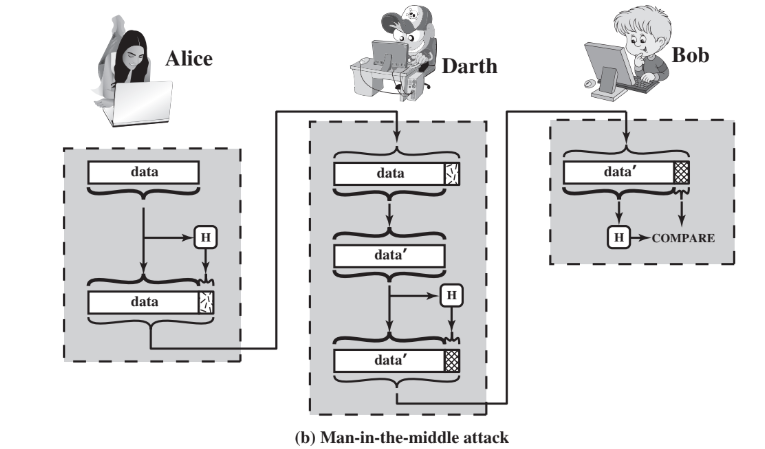 Alice
Darth
Bob
data
H
data
data
data′
H
data′
data′
H
COMPARE
(b) Man-in-the-middle attack